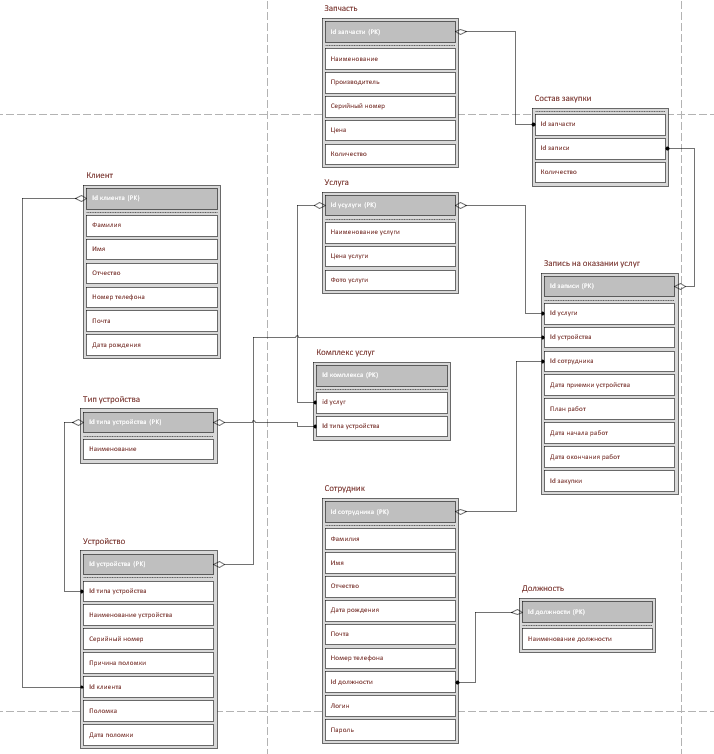 Запчасть
Id запчасти (PK)
Наименование
Производитель
Серийный номер
Цена
Количество
Состав закупки
Id запчасти
Id записи
Количество
Клиент
Id клиента (PK)
Фамилия
Имя
Отчество
Номер телефона
Почта
Дата рождения
Услуга
Id усулуги (PK)
Наименование услуги
Цена услуги
Фото услуги
Запись на оказании услуг
Id записи (PK)
Id услуги
Id устройства
Id сотрудника
Дата приемки устройства
План работ
Дата начала работ
Дата окончания работ
Id закупки
Комплекс услуг
Id комплекса (PK)
id услуг
Id типа устройства
Тип устройства
Id типа устройства (PK)
Наименование
Сотрудник
Id сотрудника (PK)
Фамилия
Имя
Отчество
Дата рождения
Почта
Номер телефона
Id должности
Логин
Пароль
Устройство
Id устройства (PK)
Id типа устройства
Наименование устройства
Серийный номер
Причина поломки
Id клиента
Поломка
Дата поломки
Должность
Id должности (PK)
Наименование должности